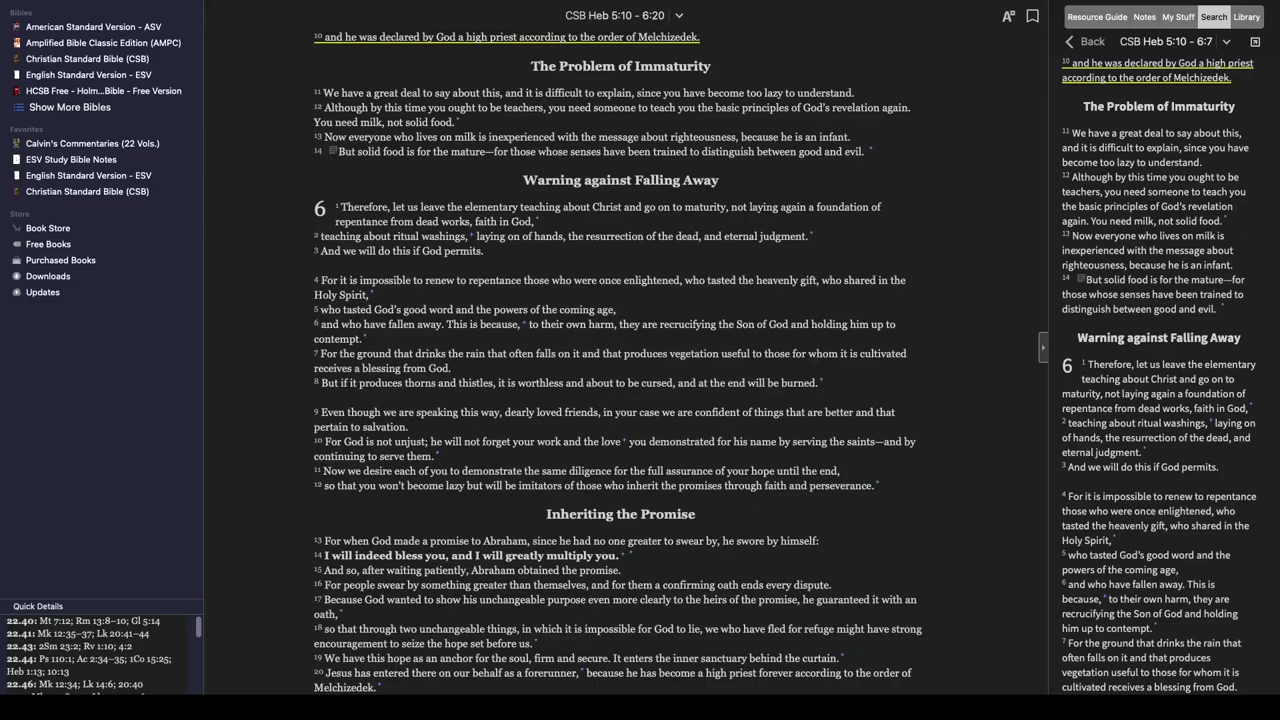 Bibles
American Standard Version - ASV
Amplified Bible Classic Edition (AMPC)
Christian Standard Bible (CSB)
English Standard Version - ESV
HCSB Free - Holm...Bible - Free Version
Show More Bibles
Favorites
Calvin's Commentaries (22 Vols.)
ESV Study Bible Notes
English Standard Version - ESV
Christian Standard Bible (CSB)
Store
Book Store
Free Books
Purchased Books
Downloads
Updates
Quick Details
22.40: Mt 7:12; Rm 13:8–10; Gl 5:14
22.41: Mk 12:35–37; Lk 20:41–44
22.43: 2Sm 23:2; Rv 1:10; 4:2
22.44: Ps 110:1; Ac 2:34–35; 1Co 15:25;
Heb 1:13; 10:13
22.46: Mk 12:34; Lk 14:6; 20:40
CSB Heb 5:10 - 6:20
10 and he was declared by God a high priest according to the order of Melchizedek.
The Problem of Immaturity
11 We have a great deal to say about this, and it is difficult to explain, since you have become too lazy to understand.
12 Although by this time you ought to be teachers, you need someone to teach you the basic principles of God's revelation again.
You need milk, not solid food.*
13 Now everyone who lives on milk is inexperienced with the message about righteousness, because he is an infant.
14 But solid food is for the mature—for those whose senses have been trained to distinguish between good and evil. *
Warning against Falling Away
6 1 Therefore, let us leave the elementary teaching about Christ and go on to maturity, not laying again a foundation of
repentance from dead works, faith in God,*
2 teaching about ritual washings,+ laying on of hands, the resurrection of the dead, and eternal judgment.*
3 And we will do this if God permits.
4 For it is impossible to renew to repentance those who were once enlightened, who tasted the heavenly gift, who shared in the
Holy Spirit,*
5 who tasted God's good word and the powers of the coming age,
6 and who have fallen away. This is because,+ to their own harm, they are recrucifying the Son of God and holding him up to
contempt.*
7 For the ground that drinks the rain that often falls on it and that produces vegetation useful to those for whom it is cultivated
receives a blessing from God.
8 But if it produces thorns and thistles, it is worthless and about to be cursed, and at the end will be burned.*
9 Even though we are speaking this way, dearly loved friends, in your case we are confident of things that are better and that
pertain to salvation.
10 For God is not unjust; he will not forget your work and the love+ you demonstrated for his name by serving the saints—and by
continuing to serve them.*
11 Now we desire each of you to demonstrate the same diligence for the full assurance of your hope until the end,
12 so that you won't become lazy but will be imitators of those who inherit the promises through faith and perseverance.*
Inheriting the Promise
13 For when God made a promise to Abraham, since he had no one greater to swear by, he swore by himself:
14 I will indeed bless you, and I will greatly multiply you.+ *
15 And so, after waiting patiently, Abraham obtained the promise.
16 For people swear by something greater than themselves, and for them a confirming oath ends every dispute.
17 Because God wanted to show his unchangeable purpose even more clearly to the heirs of the promise, he guaranteed it with an
oath,*
18 so that through two unchangeable things, in which it is impossible for God to lie, we who have fled for refuge might have strong
encouragement to seize the hope set before us.*
19 We have this hope as an anchor for the soul, firm and secure. It enters the inner sanctuary behind the curtain.*
20 Jesus has entered there on our behalf as a forerunner,* because he has become a high priest forever according to the order of
Melchizedek.*
Resource Guide Notes My Stuff Search Library
Back CSB Heb 5:10 - 6:7
10 and he was declared by God a high priest
according to the order of Melchizedek.
The Problem of Immaturity
11 We have a great deal to say about this,
and it is difficult to explain, since you have
become too lazy to understand.
12 Although by this time you ought to be
teachers, you need someone to teach you
the basic principles of God's revelation
again. You need milk, not solid food.*
13 Now everyone who lives on milk is
inexperienced with the message about
righteousness, because he is an infant.
14 But solid food is for the mature—for
those whose senses have been trained to
distinguish between good and evil. *
Warning against Falling Away
6 1 Therefore, let us leave the elementary
teaching about Christ and go on to
maturity, not laying again a foundation of
repentance from dead works, faith in God,*
2 teaching about ritual washings,+ laying on
of hands, the resurrection of the dead, and
eternal judgment.*
3 And we will do this if God permits.
4 For it is impossible to renew to repentance
those who were once enlightened, who
tasted the heavenly gift, who shared in the
Holy Spirit,*
5 who tasted God's good word and the
powers of the coming age,
6 and who have fallen away. This is
because,+ to their own harm, they are
recrucifying the Son of God and holding
him up to contempt.*
7 For the ground that drinks the rain that
often falls on it and that produces
vegetation useful to those for whom it is
cultivated receives a blessing from God.